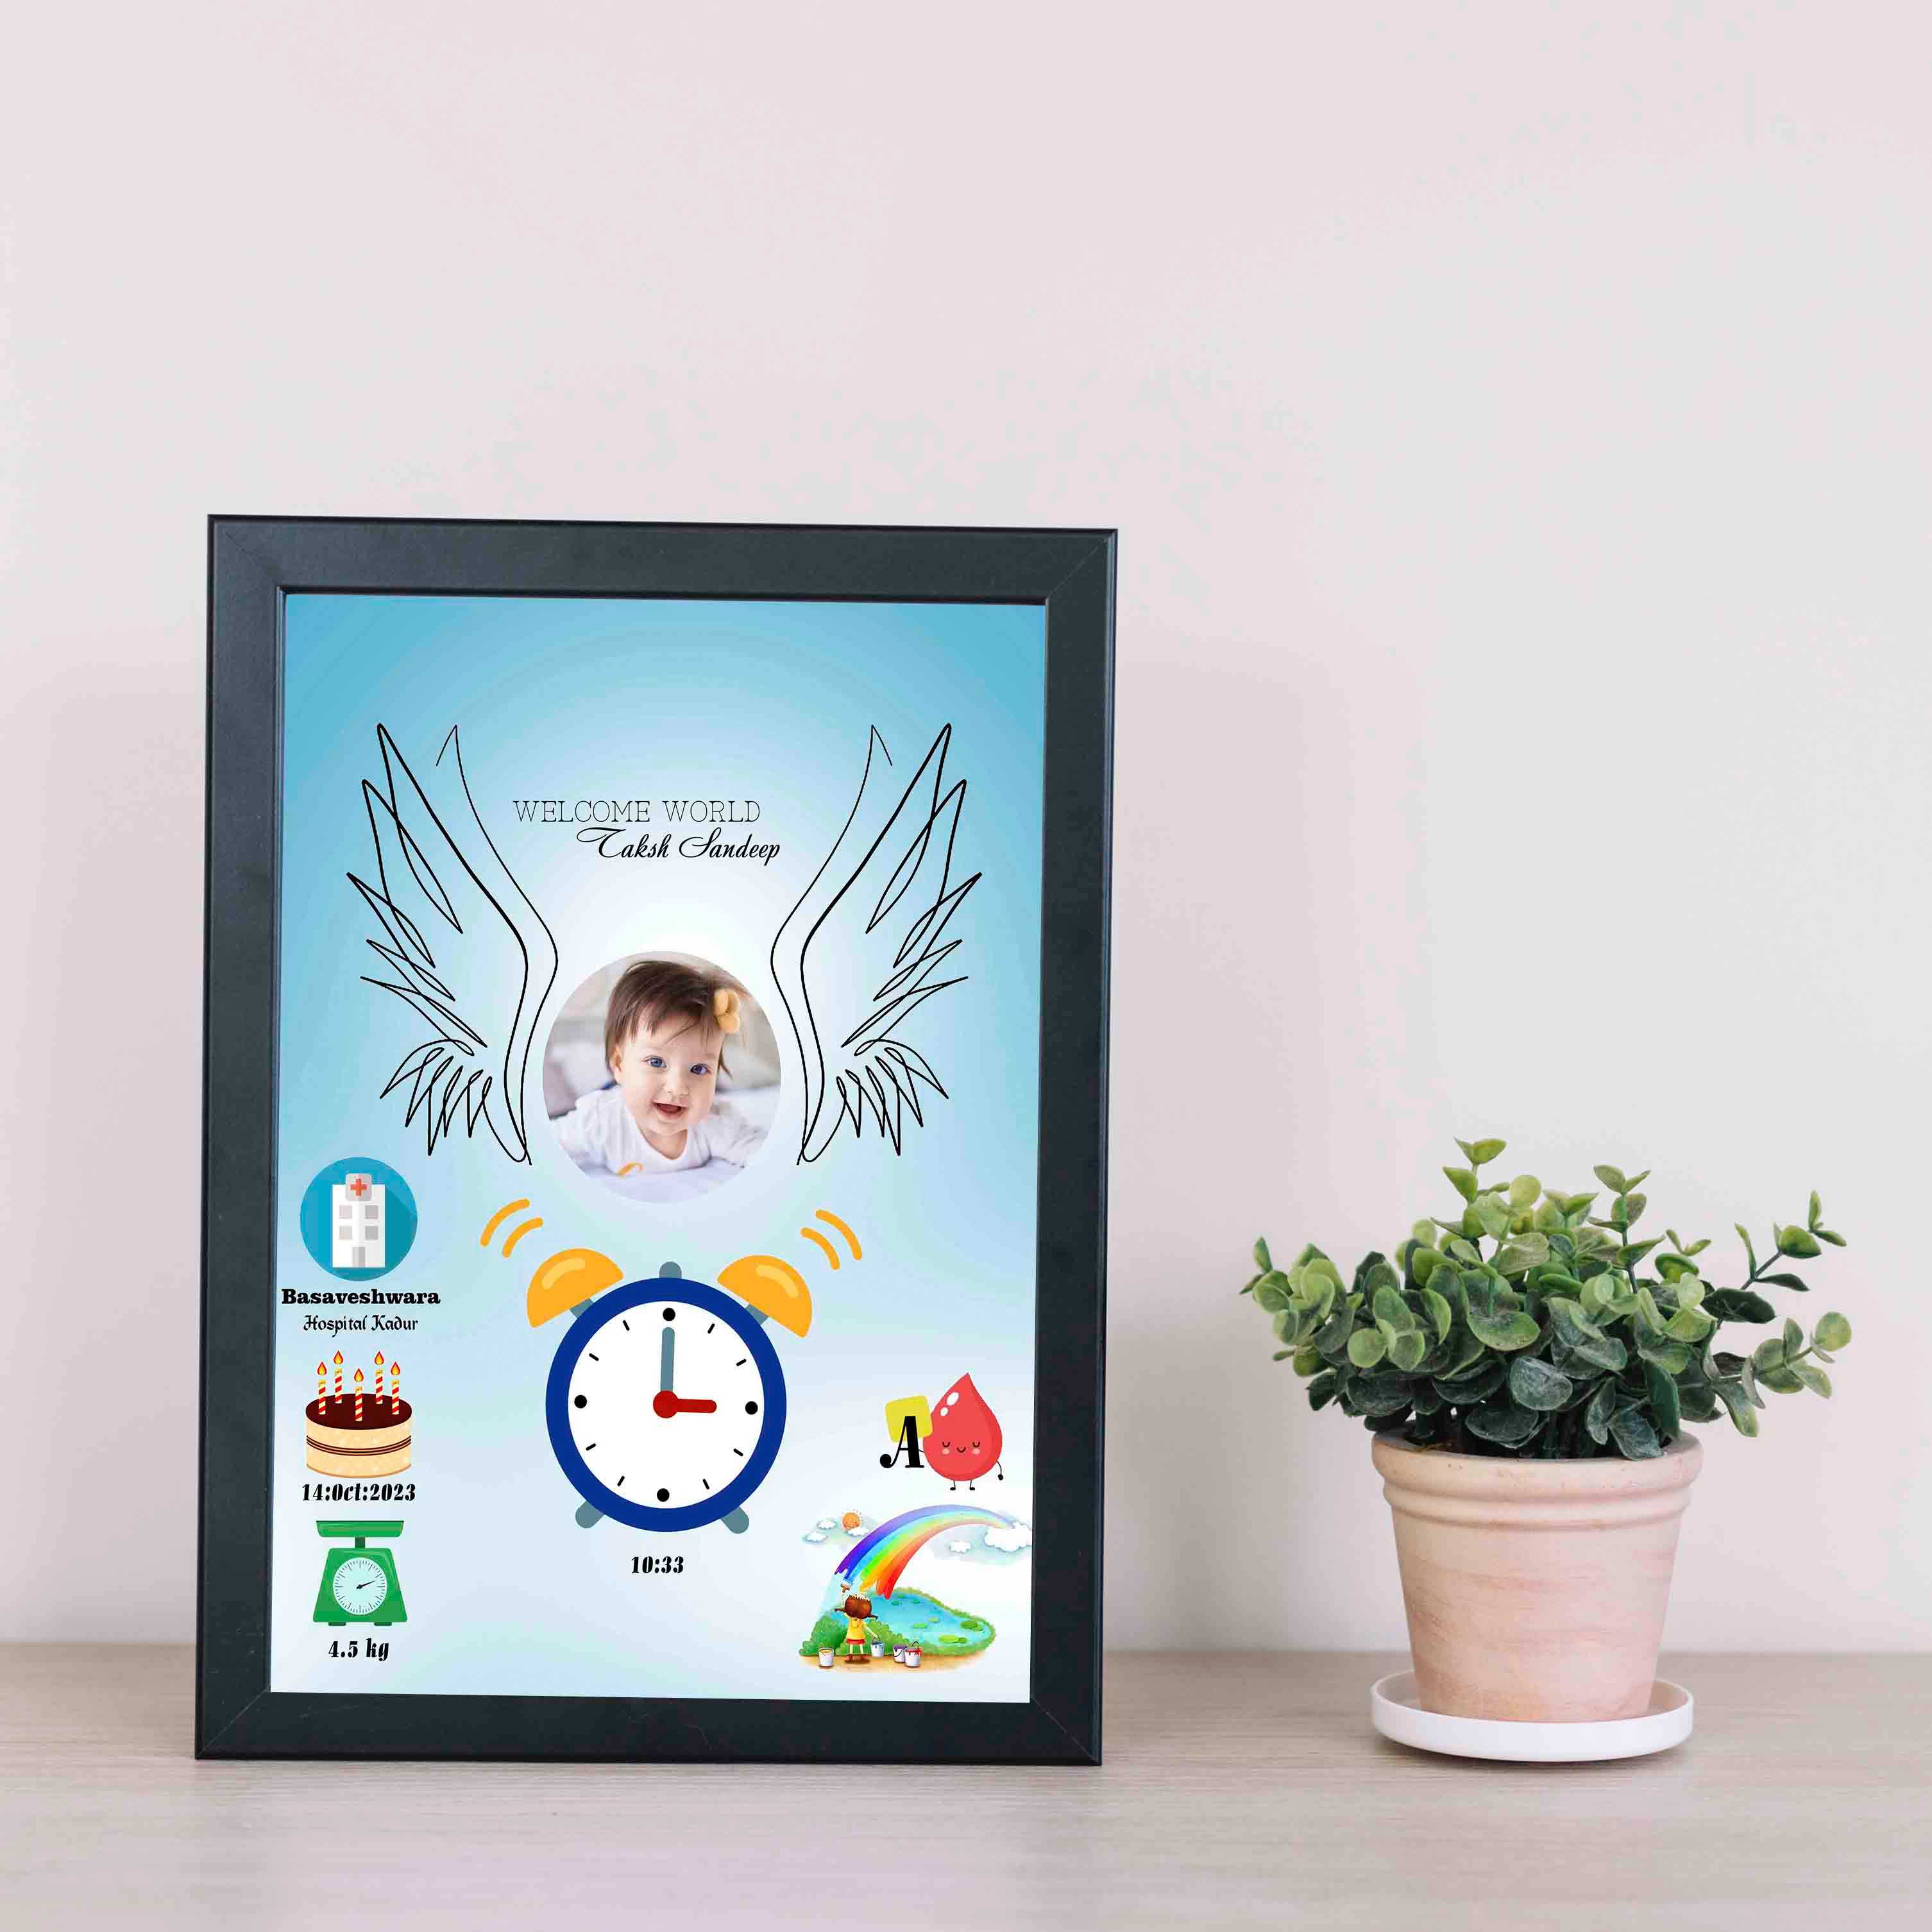 WELCOME WORLD
Taksh Sandeep
Basaveshwara
Hospital Kadur
14:Oct:2023
4.5 kg
10:33
A